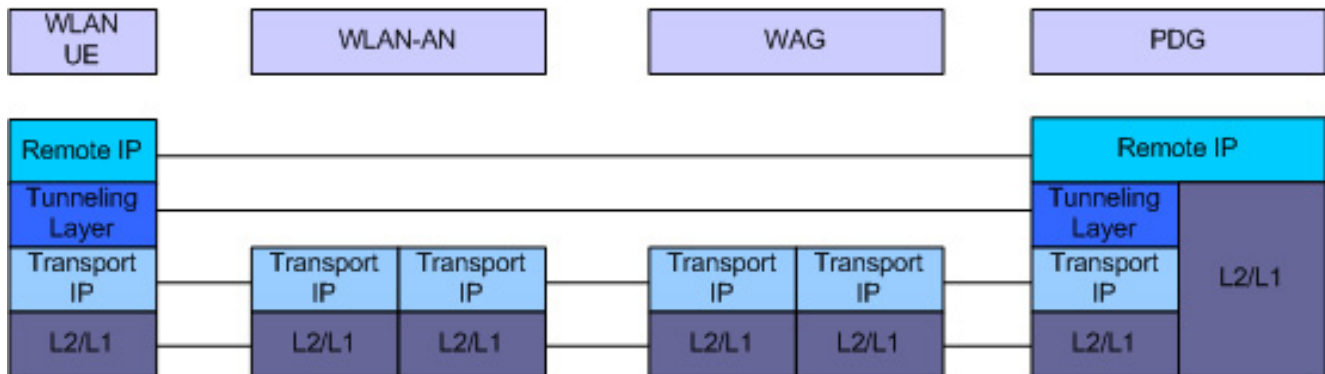 WLAN
UE
WLAN-AN
WAG
PDG
Remote IP
Remote IP
Tunneling
Layer
Tunneling
Layer
Transport
IP
Transport
IP
Transport
IP
Transport
IP
Transport
IP
Transport
IP
L2/L1
L2/L1
L2/L1
L2/L1
L2/L1
L2/L1
L2/L1